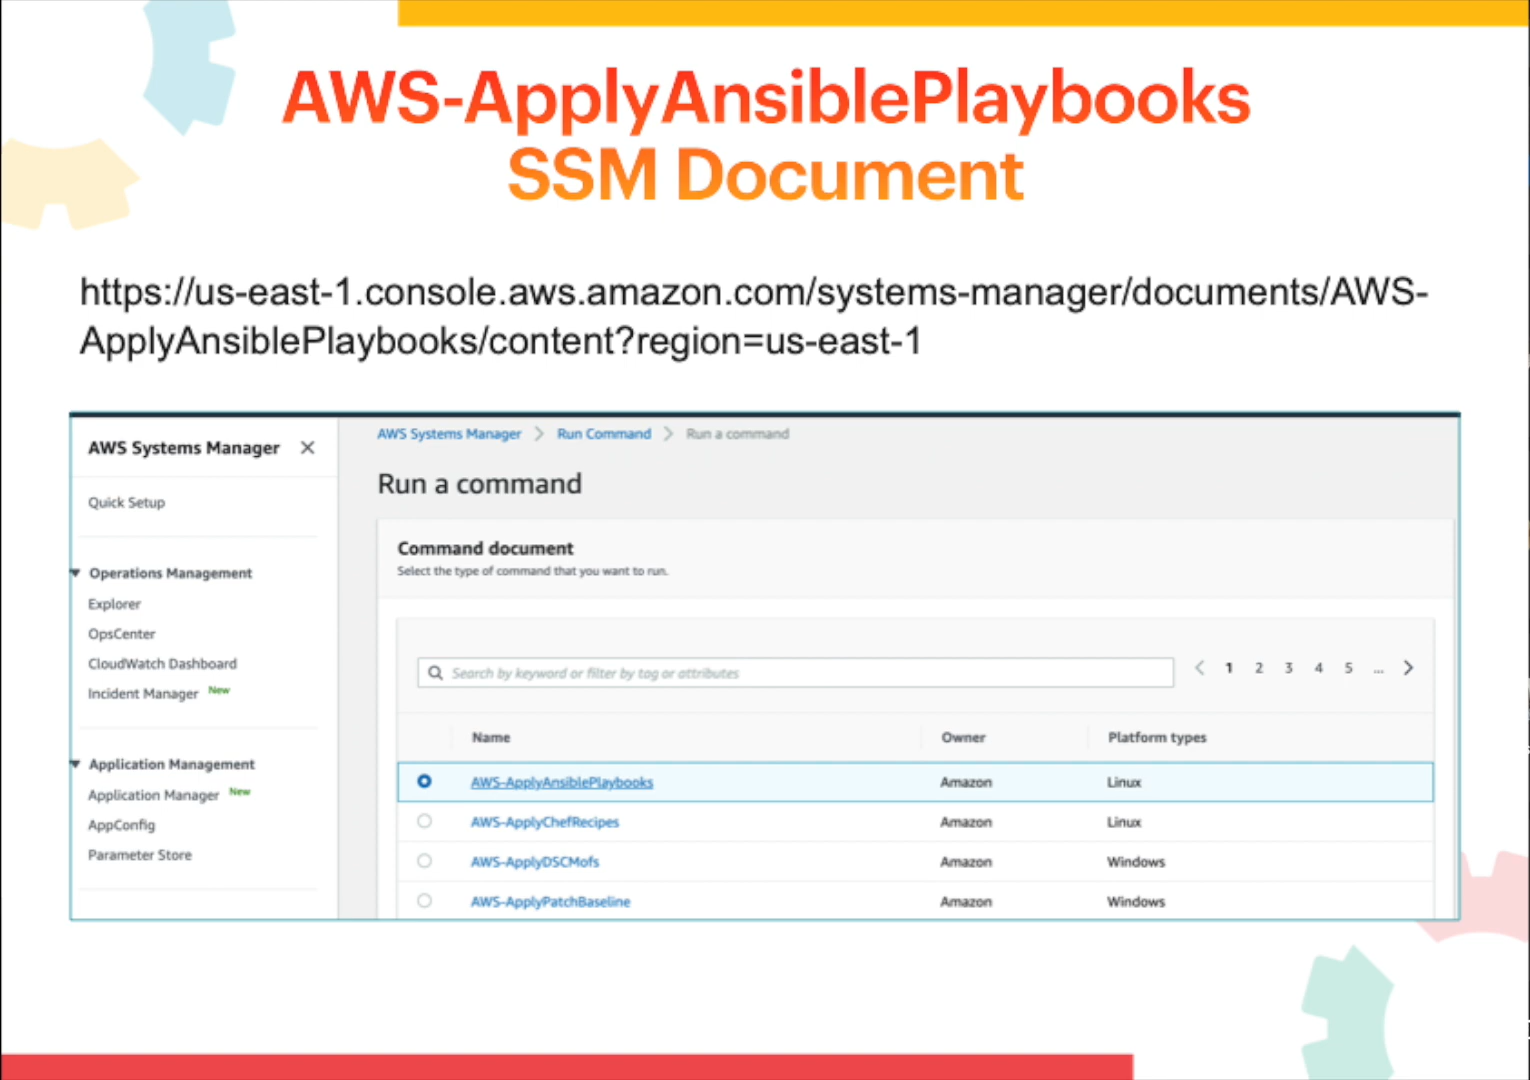 AWS-ApplyAnsiblePlaybooks
SSM Document
https://us-east-1.console.aws.amazon.com/systems-manager/documents/AWS-
ApplyAnsiblePlaybooks/content?region=us-east-1
AWS Systems Manager
Quick Setup
Operations Management
Explorer
OpsCenter
CloudWatch Dashboard
Incident Manager New
Application Management
Application Manager New
AppConfig
Parameter Store
AWS Systems Manager > Run Command > Run a command
Run a command
Command document
Select the type of command that you want to run.
Search by keyword or filter by tag or attributes
1 2 3 4 5 ...
Name Owner Platform types
AWS-ApplyAnsiblePlaybooks Amazon Linux
AWS-ApplyChefRecipes Amazon Linux
AWS-ApplyDSCMofs Amazon Windows
AWS-ApplyPatchBaseline Amazon Windows